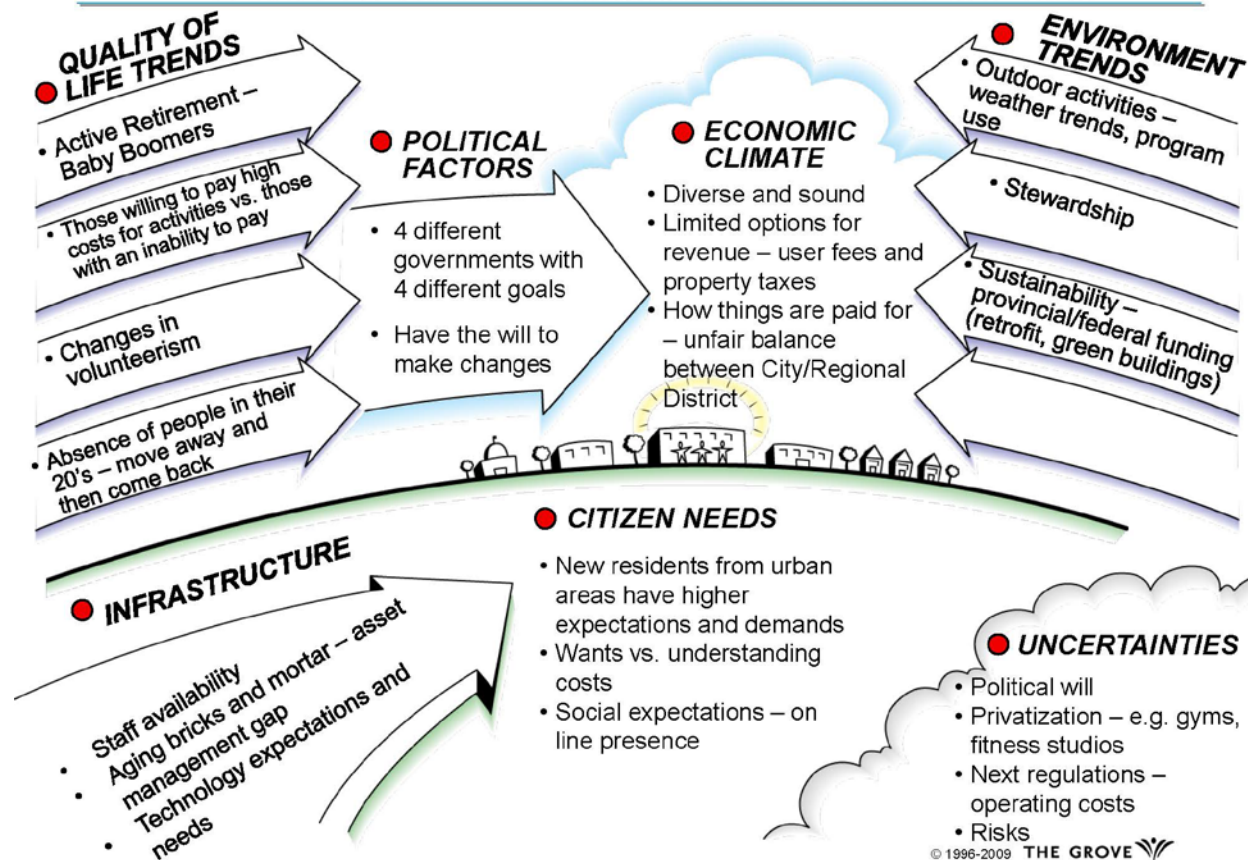 QUALITY OF
LIFE TRENDS
• Active Retirement –
Baby Boomers
• Those willing to pay high
costs for activities vs. those
with an inability to pay
• Changes in
volunteerism
• Absence of people in their
20's – move away and
then come back
POLITICAL
FACTORS
• 4 different
governments with
4 different goals
• Have the will to
make changes
ECONOMIC
CLIMATE
• Diverse and sound
• Limited options for
revenue – user fees and
property taxes
• How things are paid for
– unfair balance
between City/Regional
District
ENVIRONMENT
TRENDS
• Outdoor activities –
weather trends, program
use
• Stewardship
• Sustainability –
provincial/federal funding
(retrofit, green buildings)
INFRASTRUCTURE
• Staff availability
• Aging bricks and mortar – asset
management gap
• Technology expectations and
needs
CITIZEN NEEDS
• New residents from urban
areas have higher
expectations and demands
• Wants vs. understanding
costs
• Social expectations – on
line presence
UNCERTAINTIES
• Political will
• Privatization – e.g. gyms,
fitness studios
• Next regulations –
operating costs
• Risks
© 1996-2009 THE GROVE